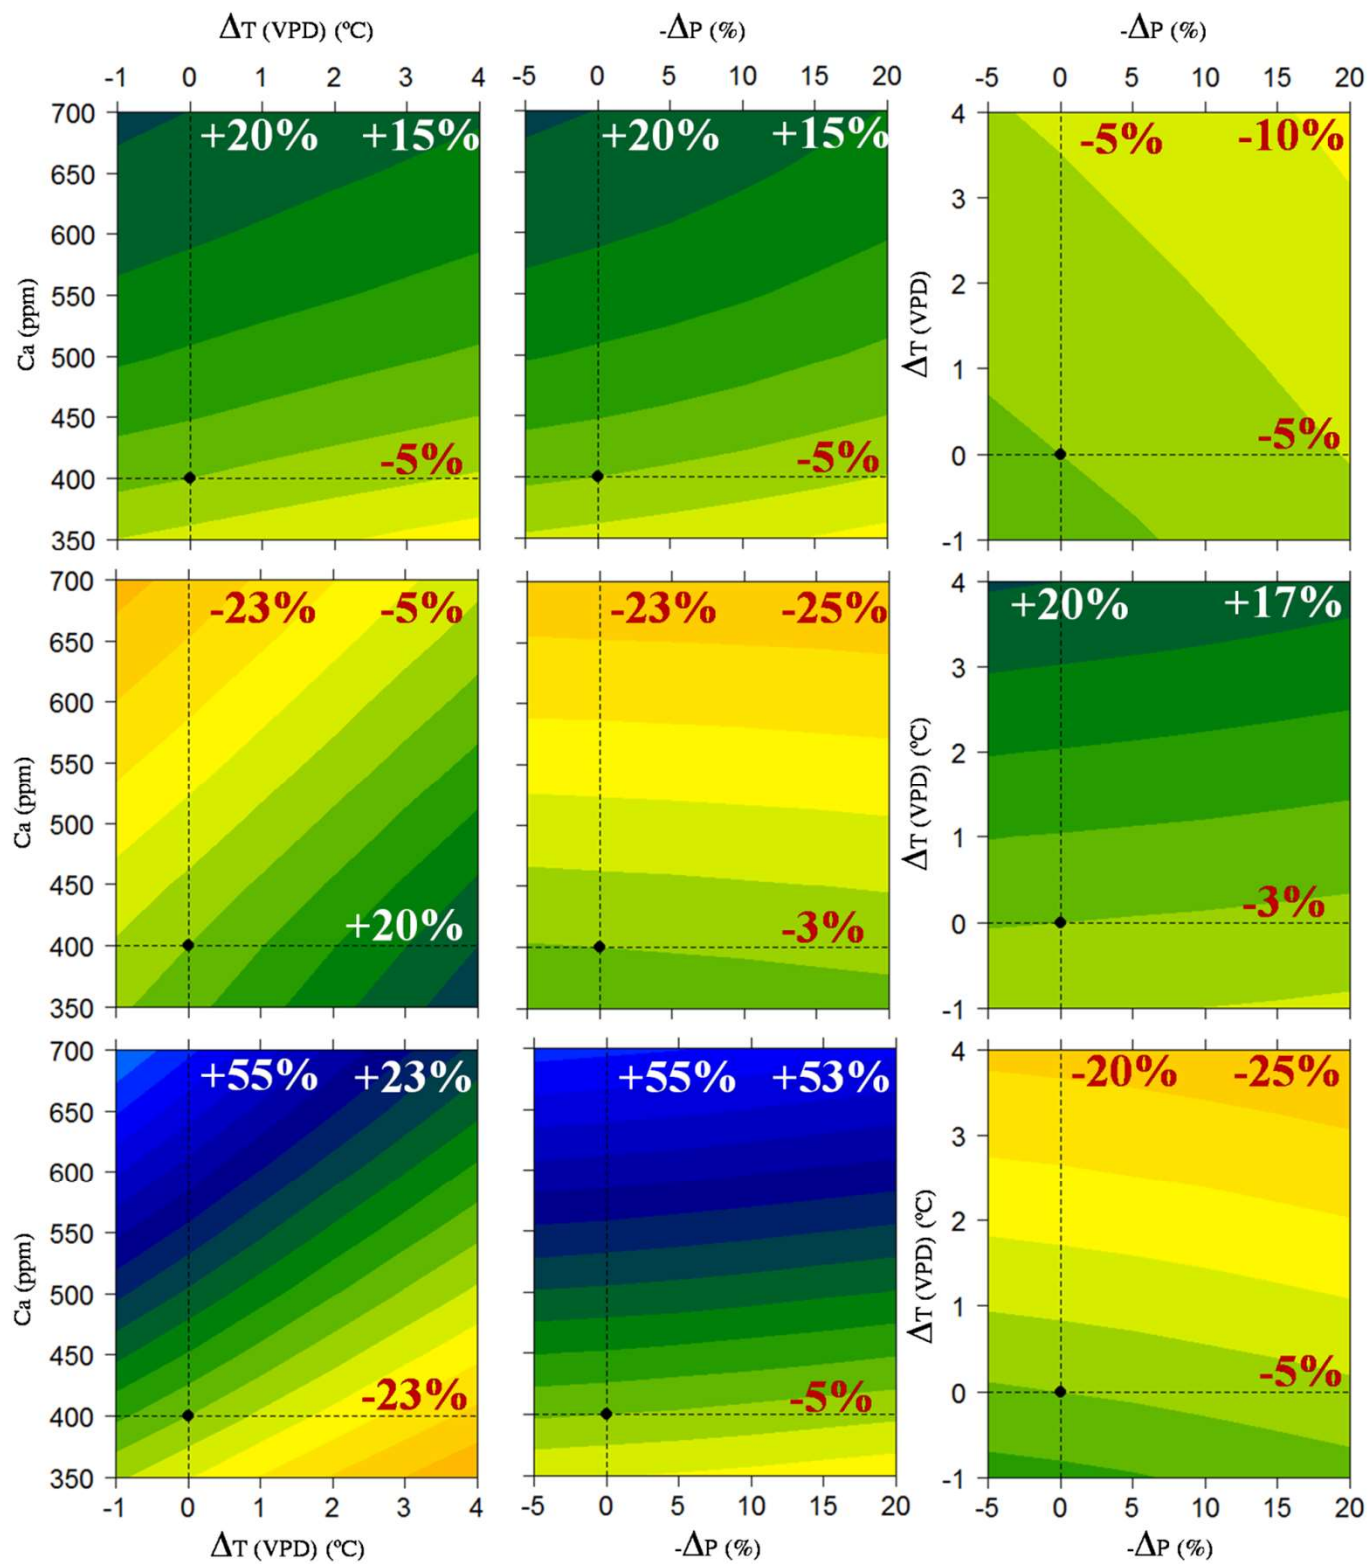 ΔT (VPD) (ºC) -ΔP (%) -ΔP (%)
-1 0 1 2 3 4 -5 0 5 10 15 20 -5 0 5 10 15 20
700 +20% +15% +20% +15% 4 -5% -10%
650
600 3
550
Ca (ppm) ΔT (VPD) 2
500
450 1
400 -5% -5% 0 -5%
350 -1
700 -23% -5% -23% -25% 4 +20% +17%
650
600 3
550
Ca (ppm) ΔT (VPD) (ºC) 2
500
450 1
400 +20% -3% 0 -3%
350 -1
700 +55% +23% +55% +53% 4 -20% -25%
650
600 3
550
Ca (ppm) ΔT (VPD) (ºC) 2
500
450 1
400 -23% -5% 0 -5%
350 -1
-1 0 1 2 3 4 -5 0 5 10 15 20 -5 0 5 10 15 20
ΔT (VPD) (ºC) -ΔP (%) -ΔP (%)